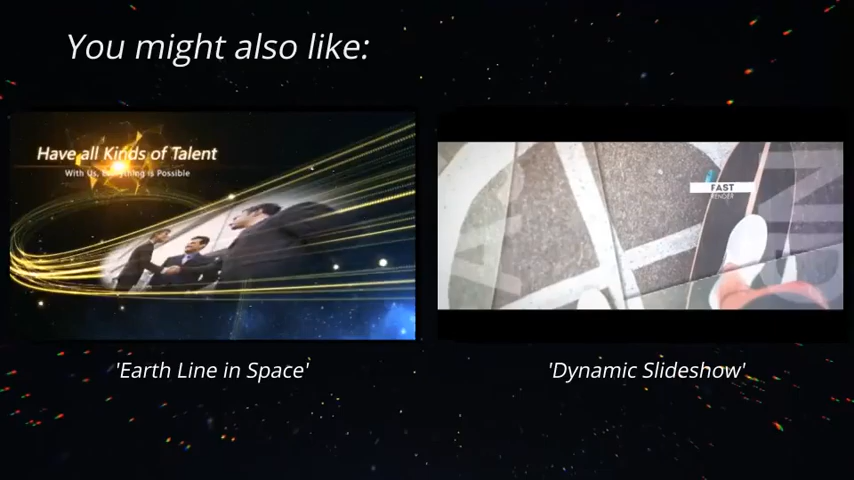 You might also like:
Have all Kinds of Talent
With Us, Everything is Possible
FAST
RENDER
'Earth Line in Space'
'Dynamic Slideshow'